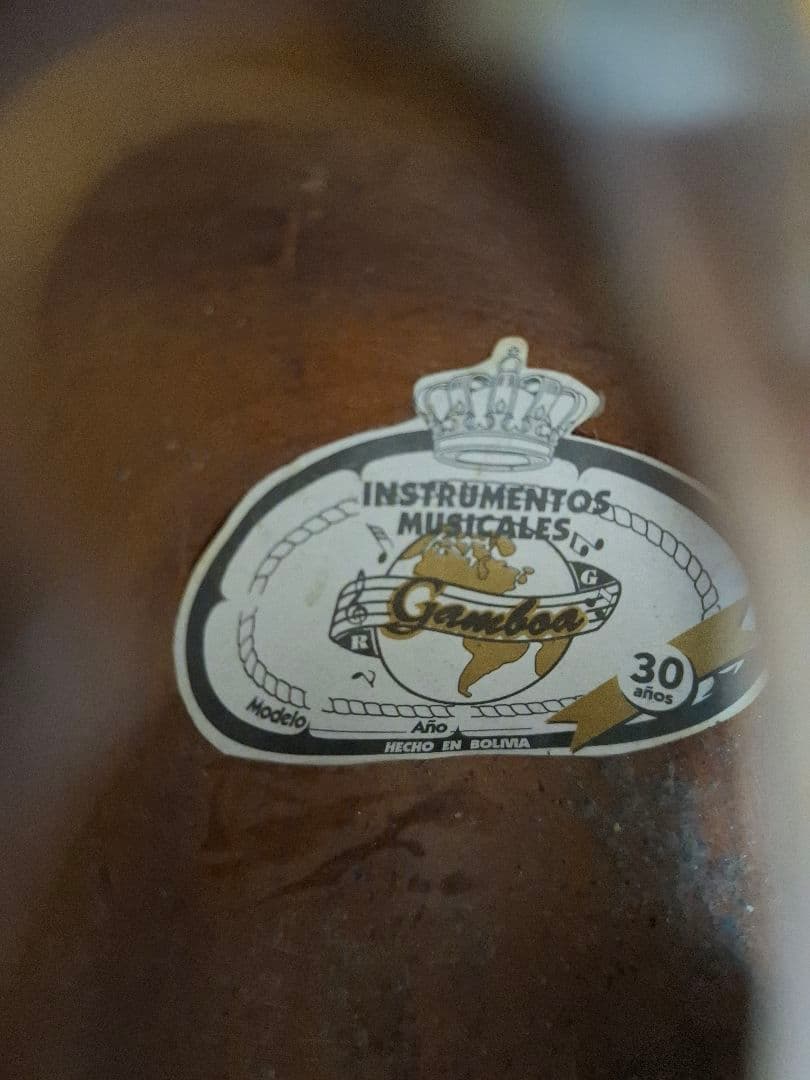 INSTRUMENTOS
MUSICALES
G
Gamboa
R
30
años
Modelo
Año
HECHO EN BOLIVIA